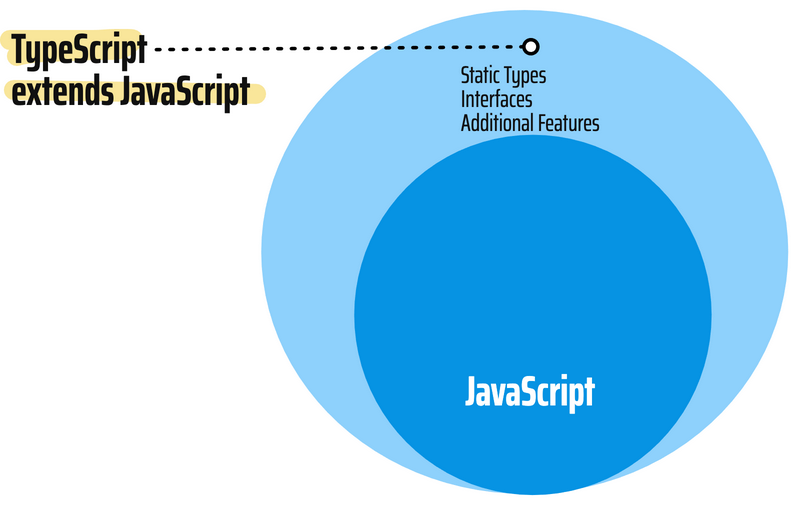 TypeScript
extends JavaScript
Static Types
Interfaces
Additional Features
JavaScript